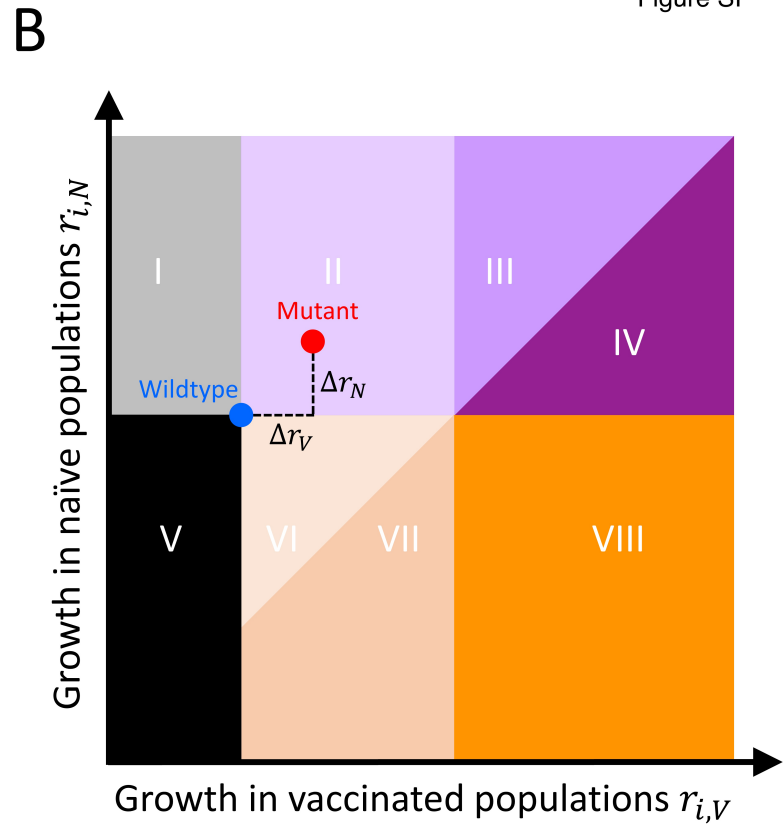 B
I
II
III
IV
Mutant
Wildtype
Δr_N
Δr_V
V
VI
VII
VIII
Growth in naïve populations r_{i,N}
Growth in vaccinated populations r_{i,V}